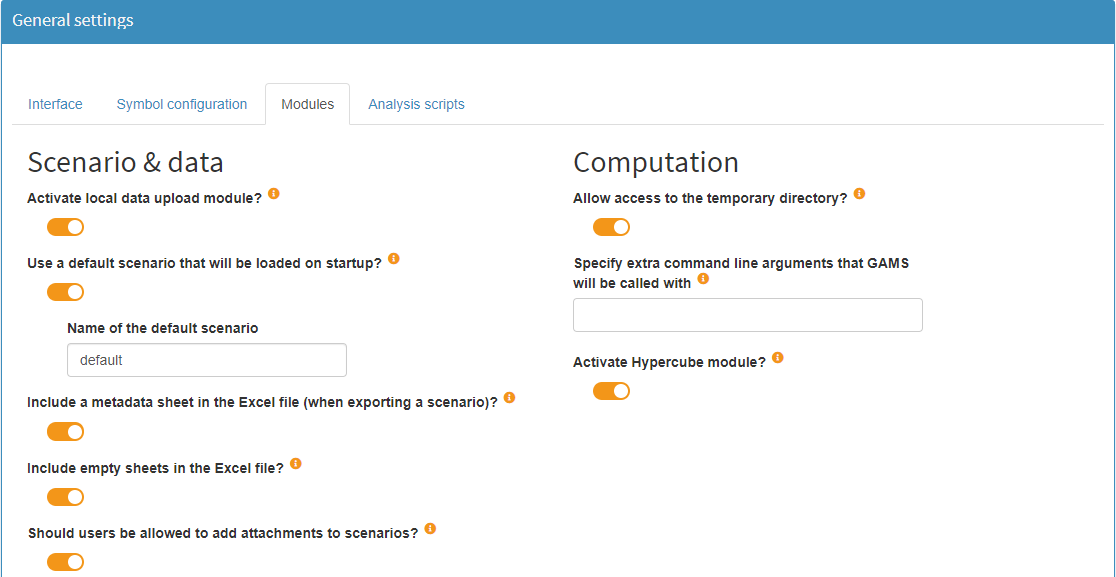 General settings
Interface
Symbol configuration
Modules
Analysis scripts
Scenario & data
Activate local data upload module?
Use a default scenario that will be loaded on startup?
Name of the default scenario
default
Include a metadata sheet in the Excel file (when exporting a scenario)?
Include empty sheets in the Excel file?
Should users be allowed to add attachments to scenarios?
Computation
Allow access to the temporary directory?
Specify extra command line arguments that GAMS
will be called with
Activate Hypercube module?